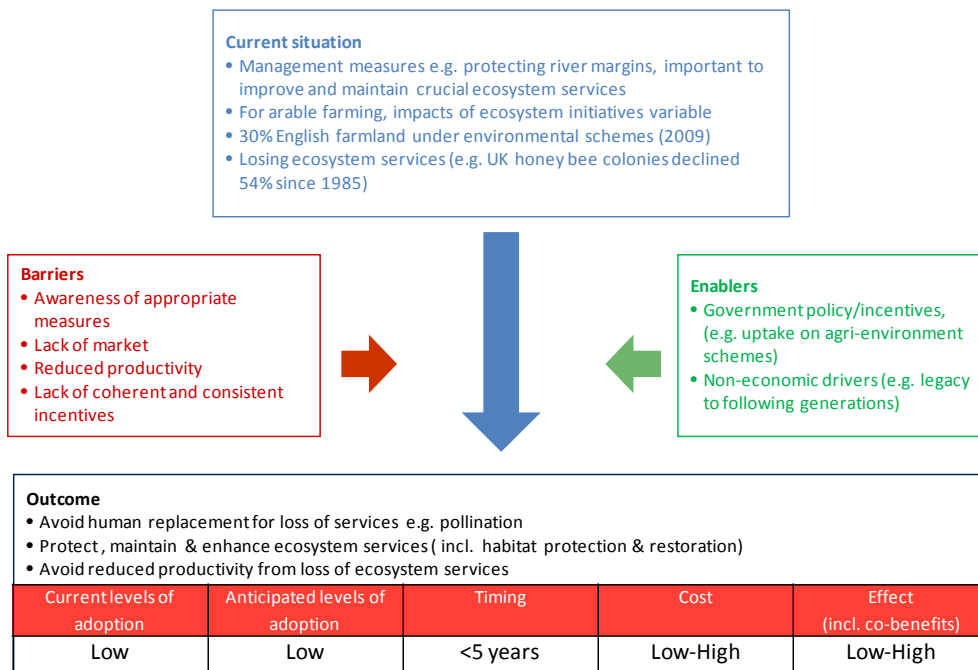 Current situation
• Management measures e.g. protecting river margins, important to
improve and maintain crucial ecosystem services
• For arable farming, impacts of ecosystem initiatives variable
• 30% English farmland under environmental schemes (2009)
• Losing ecosystem services (e.g. UK honey bee colonies declined
54% since 1985)
Barriers
• Awareness of appropriate
measures
• Lack of market
• Reduced productivity
• Lack of coherent and consistent
incentives
Enablers
• Government policy/incentives,
(e.g. uptake on agri-environment
schemes)
• Non-economic drivers (e.g. legacy
to following generations)
Outcome
• Avoid human replacement for loss of services e.g. pollination
• Protect , maintain & enhance ecosystem services ( incl. habitat protection & restoration)
• Avoid reduced productivity from loss of ecosystem services
Current levels of adoption
Anticipated levels of adoption
Timing
Cost
Effect (incl. co-benefits)
Low
Low
<5 years
Low-High
Low-High